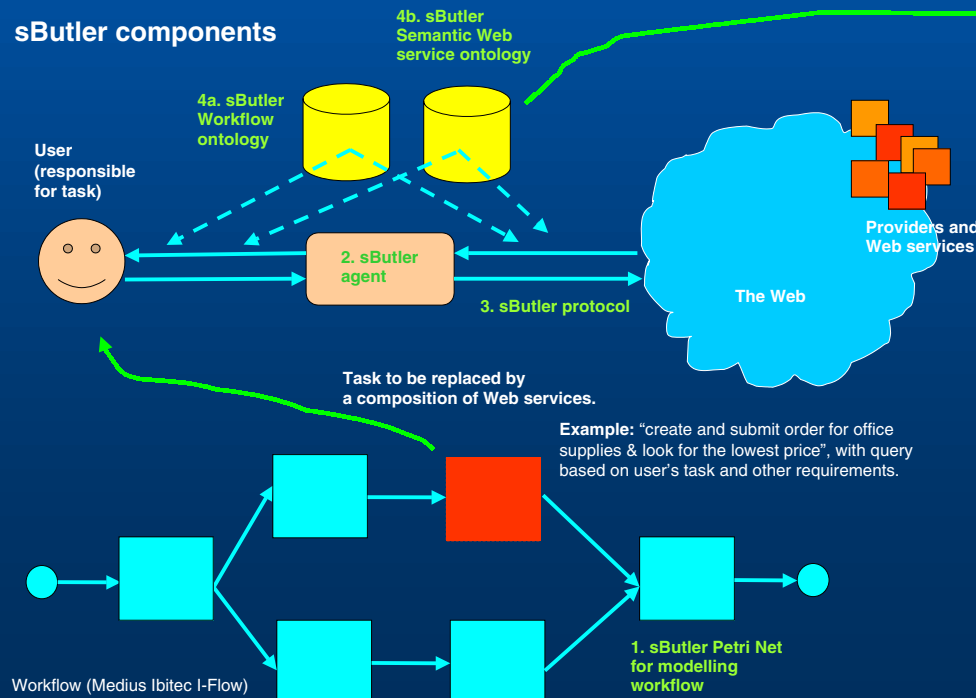 sButler components
4b. sButler
Semantic Web
service ontology
4a. sButler
Workflow
ontology
User
(responsible
for task)
Providers and
Web services
2. sButler
agent
The Web
3. sButler protocol
Task to be replaced by
a composition of Web services.
Example: “create and submit order for office
supplies & look for the lowest price”, with query
based on user’s task and other requirements.
1. sButler Petri Net
for modelling
workflow
Workflow (Medius Ibitec I-Flow)